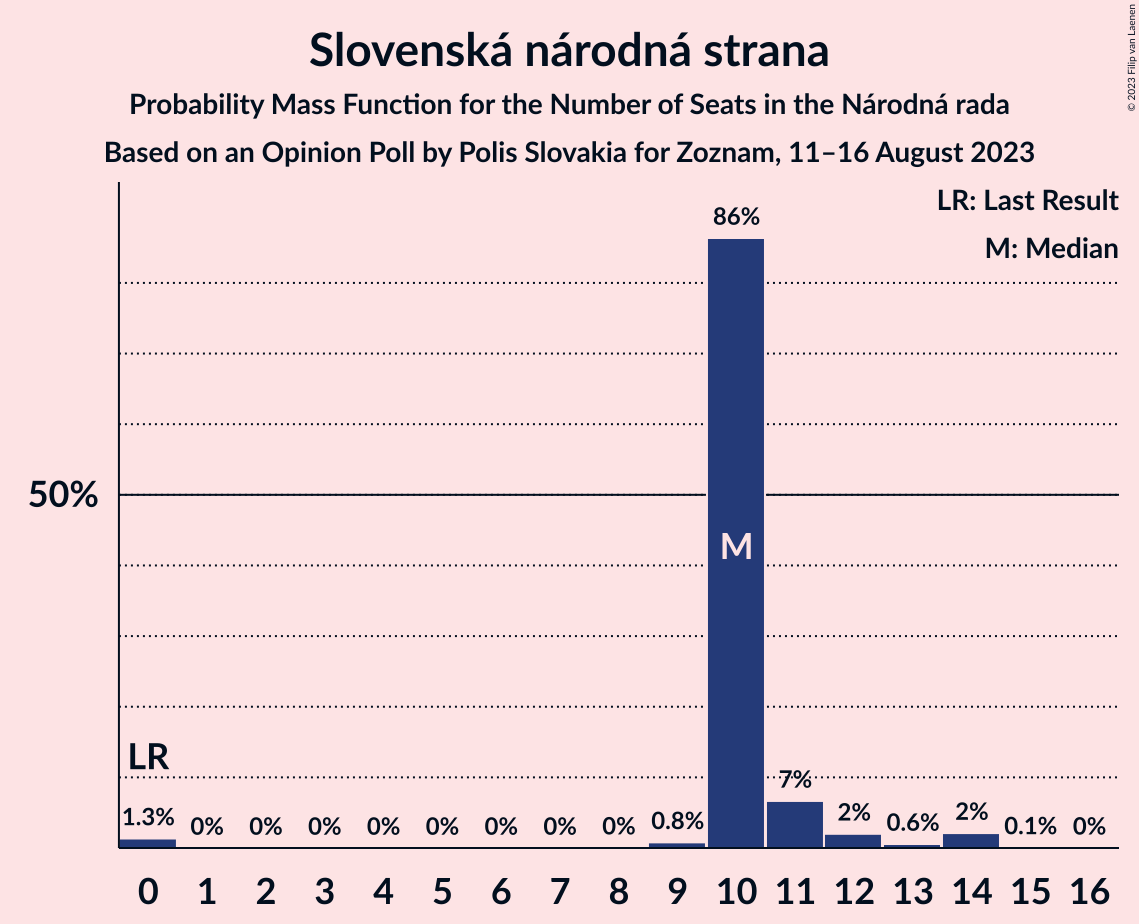 Slovenská národná strana
Probability Mass Function for the Number of Seats in the Národná rada
Based on an Opinion Poll by Polis Slovakia for Zoznam, 11–16 August 2023
© 2023 Filip van Laenen
LR: Last Result
M: Median
50%
LR
M
1.3% 0% 0% 0% 0% 0% 0% 0% 0% 0.8% 86% 7% 2% 0.6% 2% 0.1% 0%
0 1 2 3 4 5 6 7 8 9 10 11 12 13 14 15 16